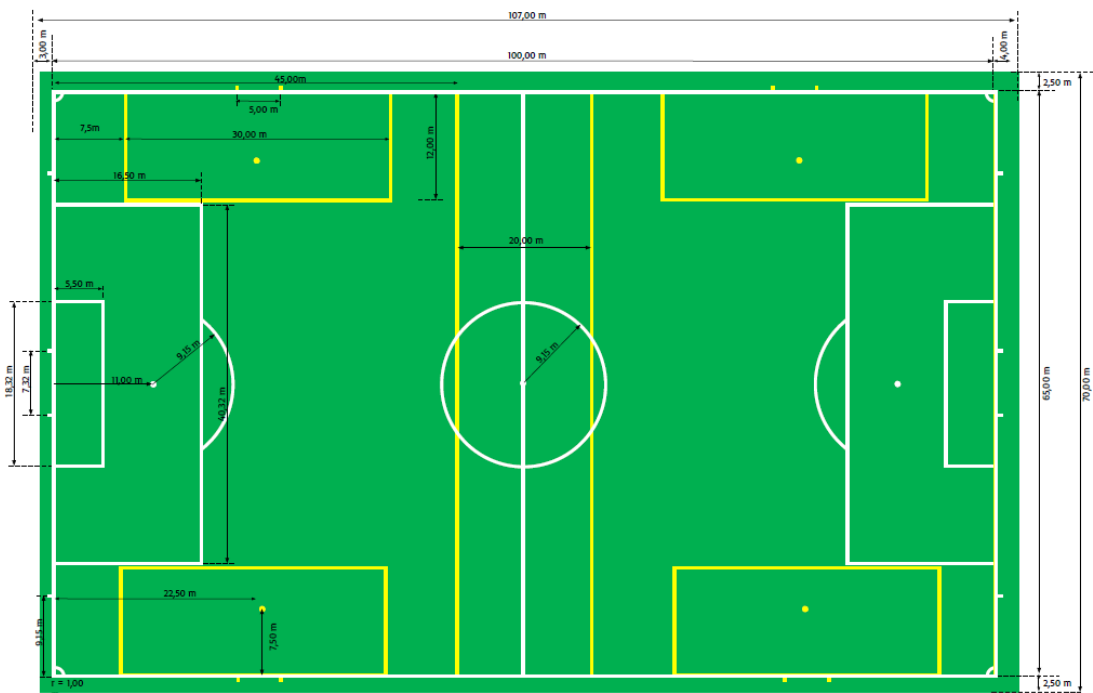 107,00 m
3,00 m
100,00 m
4,00 m
45,00m
2,50 m
5,00 m
7,5m
30,00 m
12,00 m
16,50 m
20,00 m
5,50 m
9,15 m
9,15 m
18,32 m
7,32 m
11,00 m
40,32 m
65,00 m
70,00 m
22,50 m
9,15 m
7,50 m
r = 1,00
2,50 m